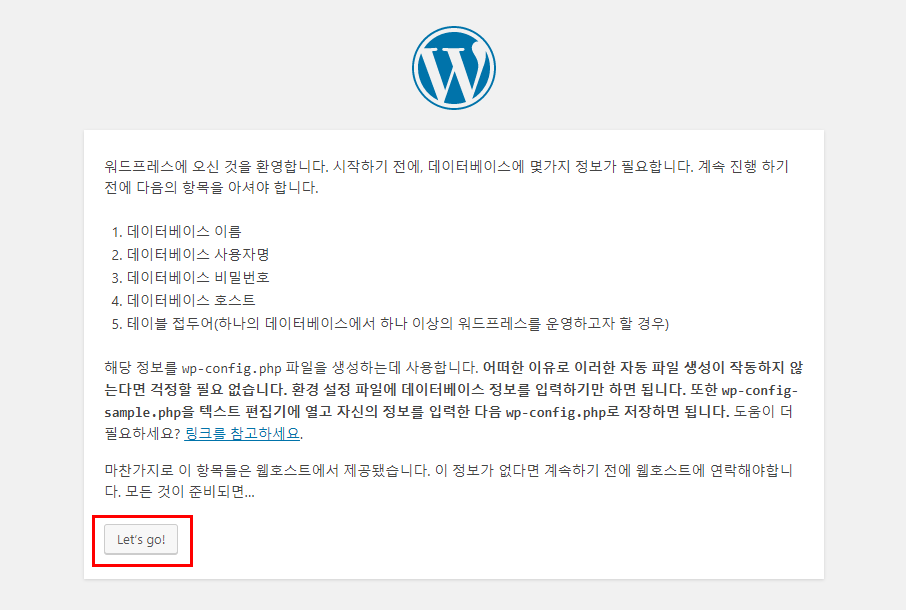 워드프레스에 오신 것을 환영합니다. 시작하기 전에, 데이터베이스에 몇가지 정보가 필요합니다. 계속 진행 하기
전에 다음의 항목을 아셔야 합니다.
1. 데이터베이스 이름
2. 데이터베이스 사용자명
3. 데이터베이스 비밀번호
4. 데이터베이스 호스트
5. 테이블 접두어(하나의 데이터베이스에서 하나 이상의 워드프레스를 운영하고자 할 경우)
해당 정보를 wp-config.php 파일을 생성하는데 사용합니다. 어떠한 이유로 이러한 자동 파일 생성이 작동하지 않
는다면 걱정할 필요 없습니다. 환경 설정 파일에 데이터베이스 정보를 입력하기만 하면 됩니다. 또한 wp-config-
sample.php을 텍스트 편집기에 열고 자신의 정보를 입력한 다음 wp-config.php로 저장하면 됩니다. 도움이 더
필요하세요? 링크를 참고하세요.
마찬가지로 이 항목들은 웹호스트에서 제공됐습니다. 이 정보가 없다면 계속하기 전에 웹호스트에 연락해야합니
다. 모든 것이 준비되면...
Let's go!